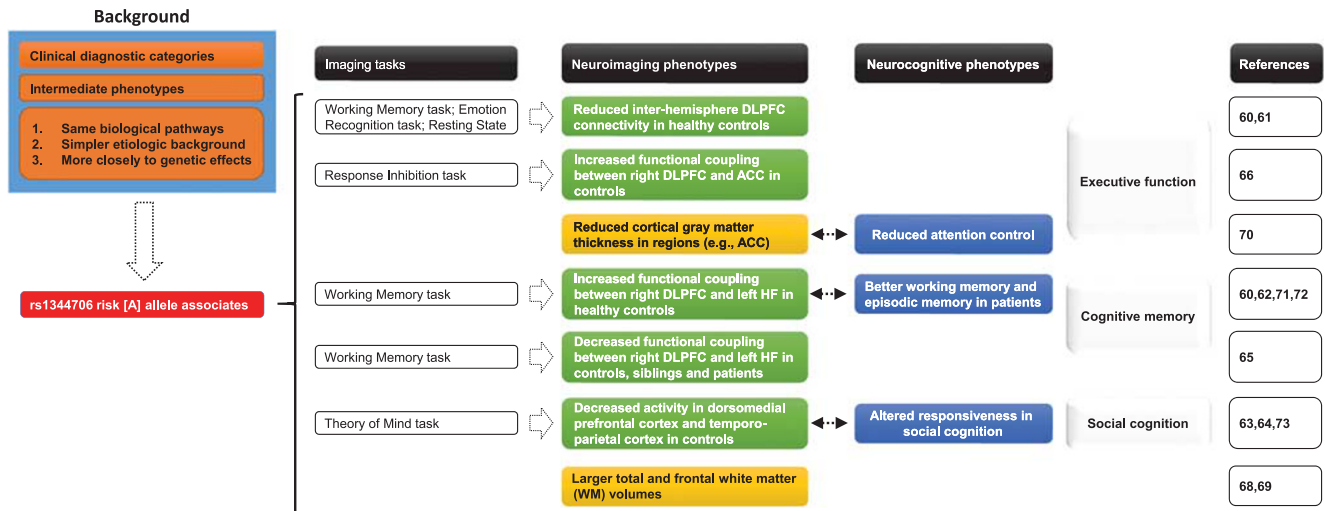 Background
Clinical diagnostic categories
Intermediate phenotypes
1. Same biological pathways
2. Simpler etiologic background
3. More closely to genetic effects
rs1344706 risk [A] allele associates
Imaging tasks
Neuroimaging phenotypes
Neurocognitive phenotypes
References
Working Memory task; Emotion
Recognition task; Resting State
Reduced inter-hemisphere DLPFC
connectivity in healthy controls
60,61
Response Inhibition task
Increased functional coupling
between right DLPFC and ACC in
controls
Executive function
66
Reduced cortical gray matter
thickness in regions (e.g., ACC)
Reduced attention control
70
Working Memory task
Increased functional coupling
between right DLPFC and left HF in
healthy controls
Better working memory and
episodic memory in patients
Cognitive memory
60,62,71,72
Working Memory task
Decreased functional coupling
between right DLPFC and left HF in
controls, siblings and patients
65
Theory of Mind task
Decreased activity in dorsomedial
prefrontal cortex and temporo-
parietal cortex in controls
Altered responsiveness in
social cognition
Social cognition
63,64,73
Larger total and frontal white matter
(WM) volumes
68,69